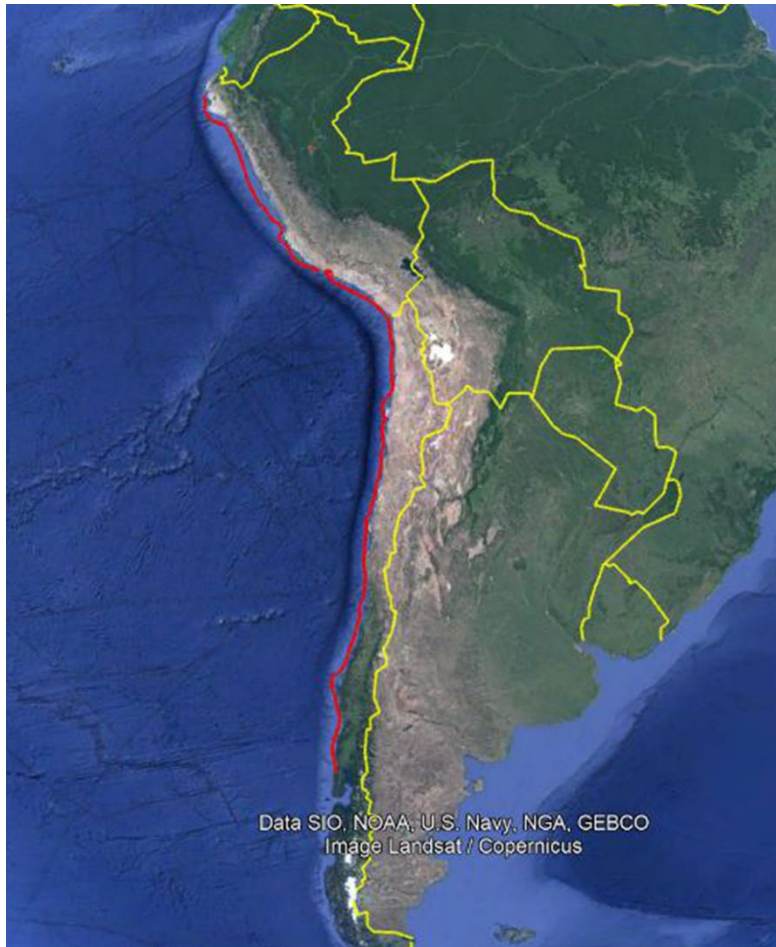 Data SIO, NOAA, U.S. Navy, NGA, GEBCO
Image Landsat / Copernicus